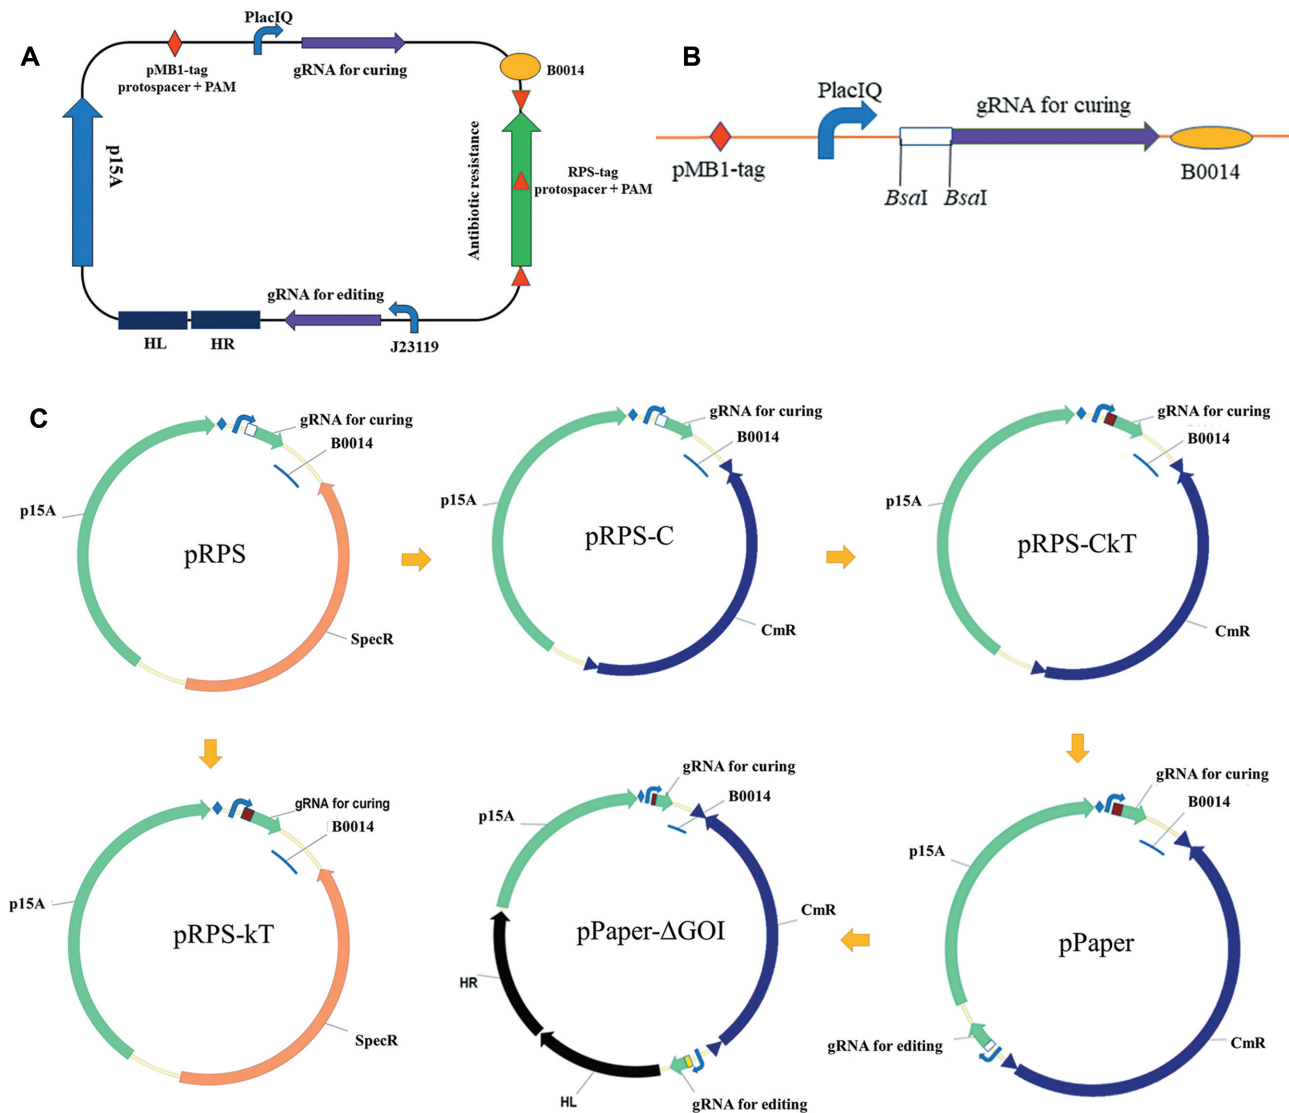 A
PlacIQ
pMB1-tag
protospacer + PAM
gRNA for curing
B0014
p15A
Antibiotic resistance
RPS-tag
protospacer + PAM
gRNA for editing
HL
HR
J23119
B
PlacIQ
gRNA for curing
pMB1-tag
BsaI
BsaI
B0014
C
gRNA for curing
B0014
p15A
pRPS
SpecR
gRNA for curing
B0014
p15A
pRPS-C
CmR
gRNA for curing
B0014
p15A
pRPS-CkT
CmR
gRNA for curing
B0014
p15A
pRPS-kT
SpecR
gRNA for curing
B0014
p15A
pPaper-ΔGOI
CmR
HR
HL
gRNA for editing
gRNA for curing
B0014
p15A
pPaper
gRNA for editing
CmR